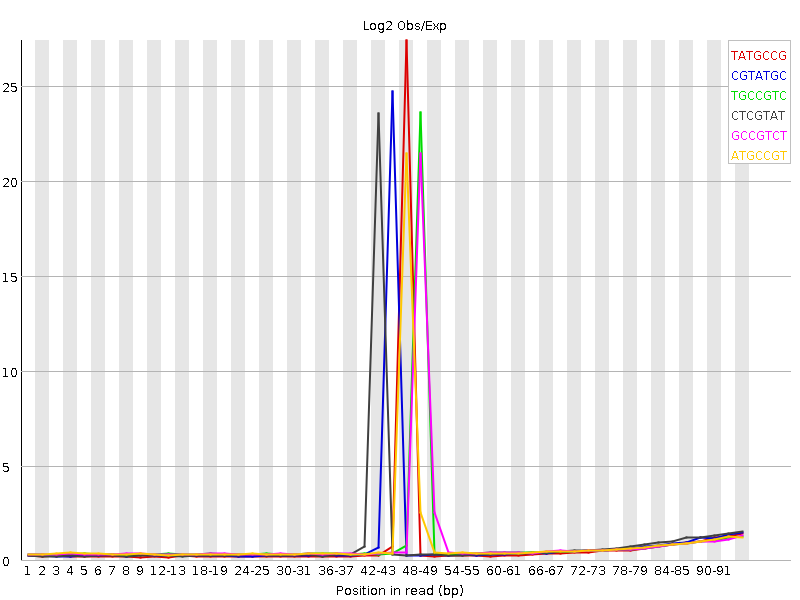 Log2 Obs/Exp
TATGCCG
CGTATGC
TGCCGTC
CTCGTAT
GCCGTCT
ATGCCGT
25
20
15
10
5
0
1 2 3 4 5 6 7 8 9 12-13 18-19 24-25 30-31 36-37 42-43 48-49 54-55 60-61 66-67 72-73 78-79 84-85 90-91
Position in read (bp)